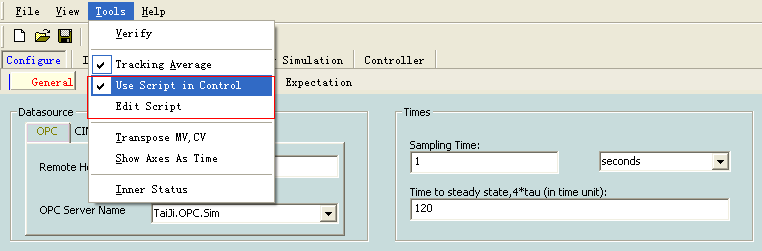 File View Tools Help
Verify
Tracking Average
Use Script in Control
Edit Script
Transpose MV,CV
Show Axes As Time
Inner Status
Configure Simulation Controller
General Expectation
Datasource
OPC
Remote
OPC Server Name TaiJi.OPC.Sim
Times
Sampling Time:
1 seconds
Time to steady state,4*tau (in time unit):
120